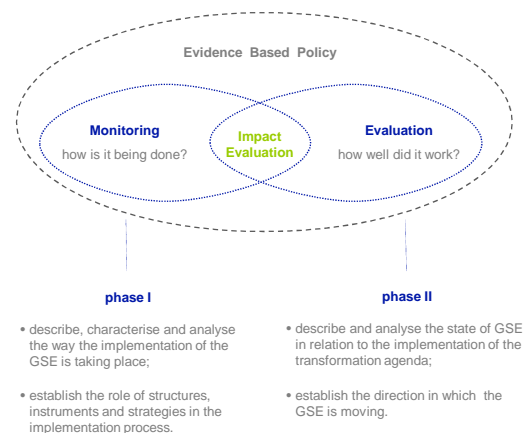 Evidence Based Policy
Monitoring
how is it being done?
Impact
Evaluation
Evaluation
how well did it work?
phase I
• describe, characterise and analyse
the way the implementation of the
GSE is taking place;
• establish the role of structures,
instruments and strategies in the
implementation process.
phase II
• describe and analyse the state of GSE
in relation to the implementation of the
transformation agenda;
• establish the direction in which the
GSE is moving.